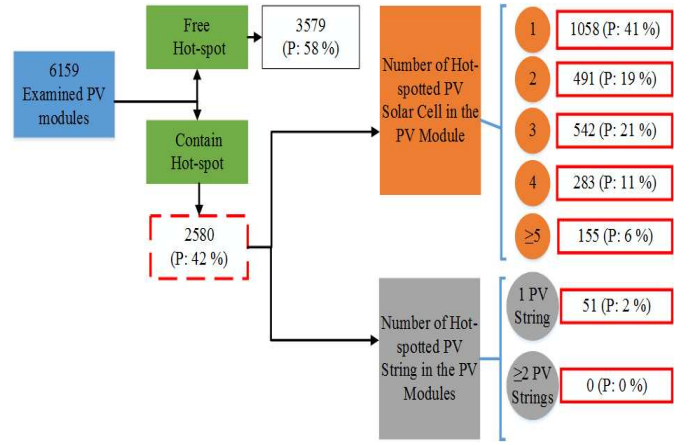 6159
Examined PV
modules
Free
Hot-spot
3579
(P: 58 %)
Contain
Hot-spot
2580
(P: 42 %)
Number of Hot-
spotted PV
Solar Cell in the
PV Module
1
1058 (P: 41 %)
2
491 (P: 19 %)
3
542 (P: 21 %)
4
283 (P: 11 %)
≥5
155 (P: 6 %)
Number of Hot-
spotted PV
String in the PV
Modules
1 PV
String
51 (P: 2 %)
≥2 PV
Strings
0 (P: 0 %)